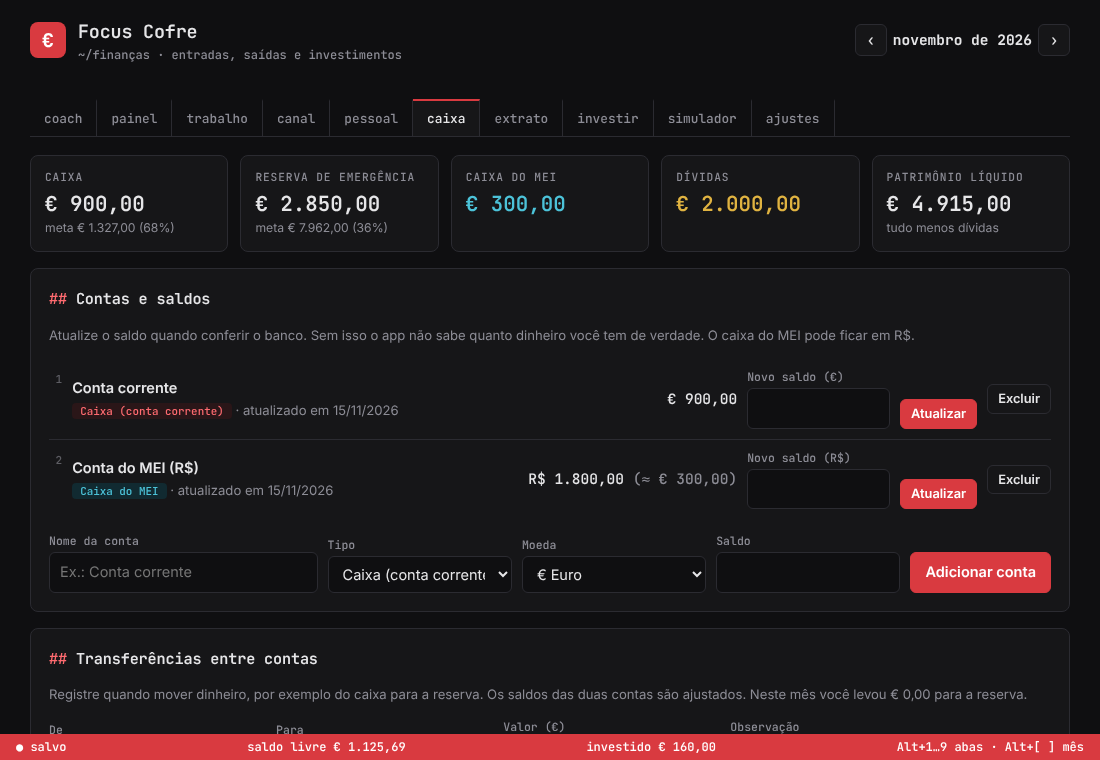 €
Focus Cofre
~/finanças · entradas, saídas e investimentos
‹ novembro de 2026 ›
coach painel trabalho canal pessoal caixa extrato investir simulador ajustes
CAIXA
€ 900,00
meta € 1.327,00 (68%)
RESERVA DE EMERGÊNCIA
€ 2.850,00
meta € 7.962,00 (36%)
CAIXA DO MEI
€ 300,00
DÍVIDAS
€ 2.000,00
PATRIMÔNIO LÍQUIDO
€ 4.915,00
tudo menos dívidas
## Contas e saldos
Atualize o saldo quando conferir o banco. Sem isso o app não sabe quanto dinheiro você tem de verdade. O caixa do MEI pode ficar em R$.
1
Conta corrente
Caixa (conta corrente) · atualizado em 15/11/2026
€ 900,00
Novo saldo (€)
Atualizar
Excluir
2
Conta do MEI (R$)
Caixa do MEI · atualizado em 15/11/2026
R$ 1.800,00 (≈ € 300,00)
Novo saldo (R$)
Atualizar
Excluir
Nome da conta
Ex.: Conta corrente
Tipo
Caixa (conta corrente
Moeda
€ Euro
Saldo
Adicionar conta
## Transferências entre contas
Registre quando mover dinheiro, por exemplo do caixa para a reserva. Os saldos das duas contas são ajustados. Neste mês você levou € 0,00 para a reserva.
De
Para
Valor (€)
Observação
● salvo
saldo livre € 1.125,69
investido € 160,00
Alt+1…9 abas · Alt+[ ] mês